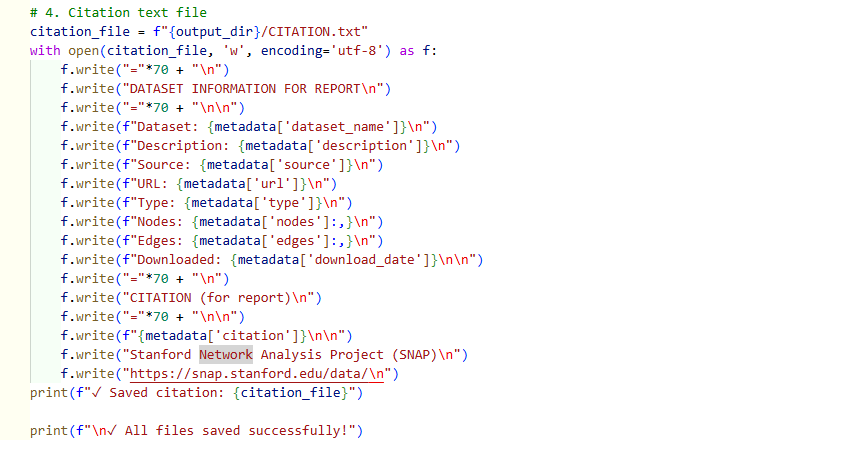 # 4. Citation text file
citation_file = f"{output_dir}/CITATION.txt"
with open(citation_file, 'w', encoding='utf-8') as f:
    f.write("="*70 + "\n")
    f.write("DATASET INFORMATION FOR REPORT\n")
    f.write("="*70 + "\n\n")
    f.write(f"Dataset: {metadata['dataset_name']}\n")
    f.write(f"Description: {metadata['description']}\n")
    f.write(f"Source: {metadata['source']}\n")
    f.write(f"URL: {metadata['url']}\n")
    f.write(f"Type: {metadata['type']}\n")
    f.write(f"Nodes: {metadata['nodes']:,}\n")
    f.write(f"Edges: {metadata['edges']:,}\n")
    f.write(f"Downloaded: {metadata['download_date']}\n\n")
    f.write("="*70 + "\n")
    f.write("CITATION (for report)\n")
    f.write("="*70 + "\n\n")
    f.write(f"{metadata['citation']}\n\n")
    f.write("Stanford Network Analysis Project (SNAP)\n")
    f.write("https://snap.stanford.edu/data/\n")
print(f"✓ Saved citation: {citation_file}")
print(f"\n✓ All files saved successfully!")